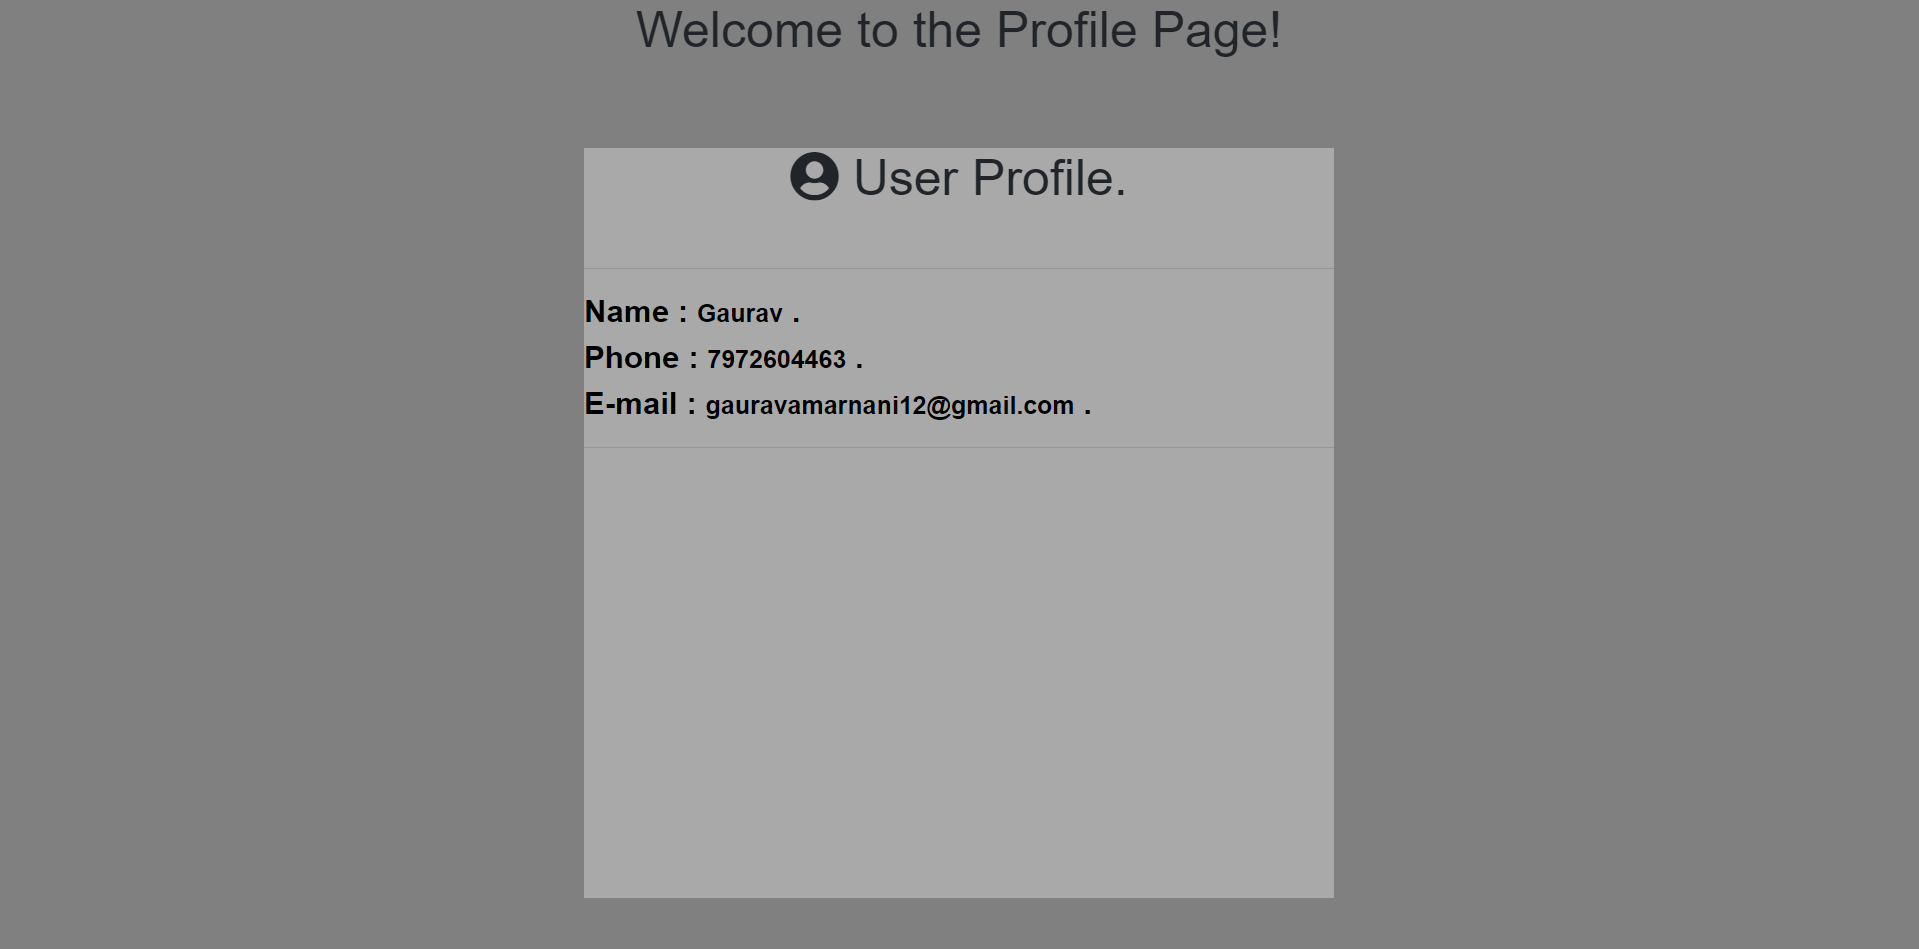 Welcome to the Profile Page!
User Profile.
Name : Gaurav .
Phone : 7972604463 .
E-mail : gauravamarnani12@gmail.com .